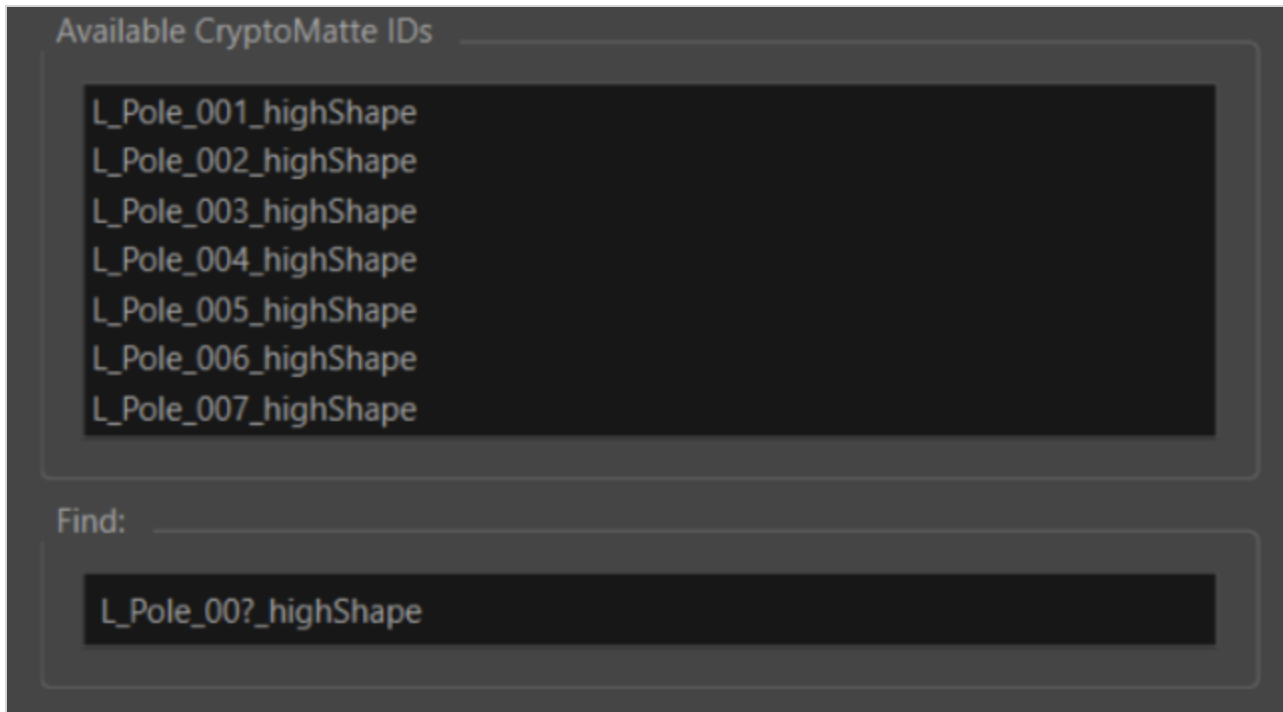 Available CryptoMatte IDs
L_Pole_001_highShape
L_Pole_002_highShape
L_Pole_003_highShape
L_Pole_004_highShape
L_Pole_005_highShape
L_Pole_006_highShape
L_Pole_007_highShape
Find:
L_Pole_00?_highShape